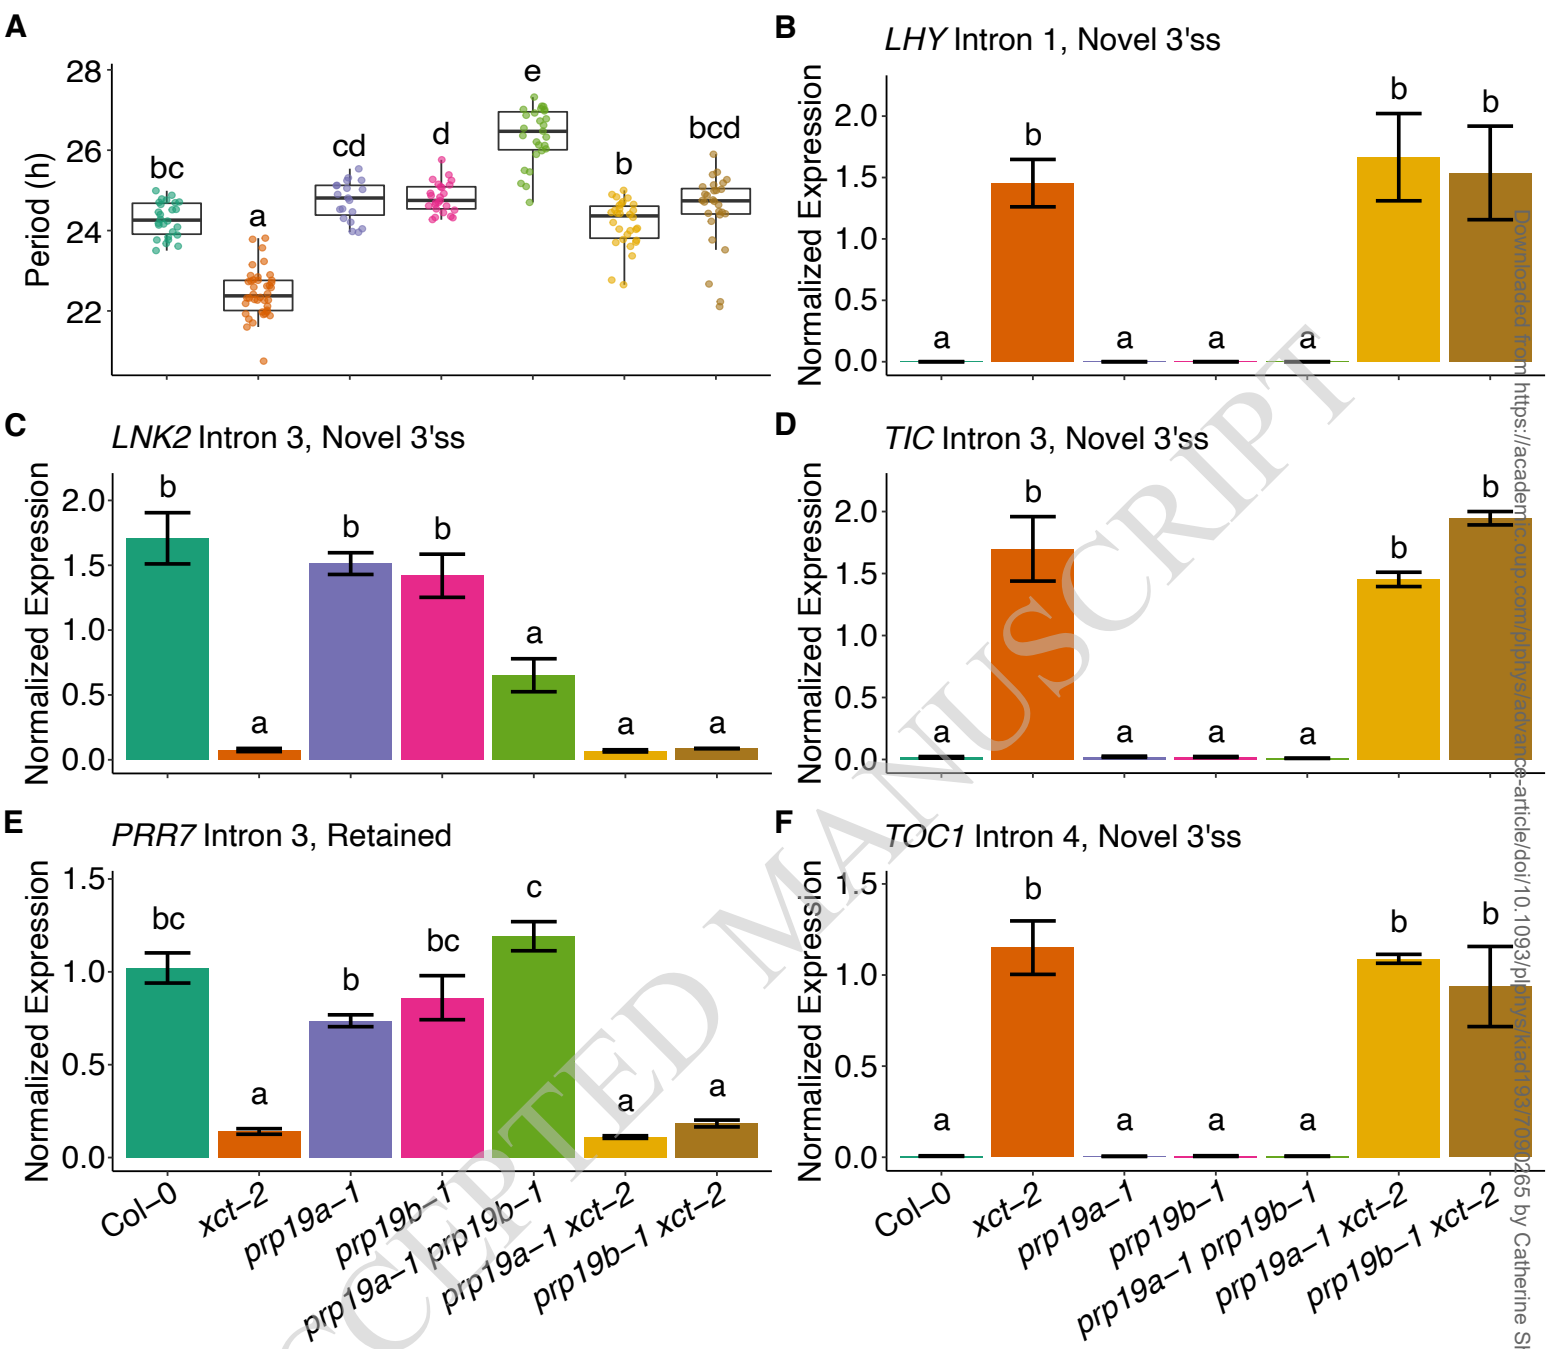 A
Period (h)
28
26
24
22
bc
a
cd
d
e
b
bcd
B
LHY Intron 1, Novel 3'ss
Normalized Expression
2.0
1.5
1.0
0.5
0.0
a
b
a
a
a
b
b
C
LNK2 Intron 3, Novel 3'ss
Normalized Expression
2.0
1.5
1.0
0.5
0.0
b
a
b
b
a
a
a
D
TIC Intron 3, Novel 3'ss
Normalized Expression
2.0
1.5
1.0
0.5
0.0
a
b
a
a
a
b
b
E
PRR7 Intron 3, Retained
Normalized Expression
1.5
1.0
0.5
0.0
bc
a
b
bc
c
a
a
Col–0
xct–2
prp19a–1
prp19b–1
prp19a–1 prp19b–1
prp19a–1 xct–2
prp19b–1 xct–2
F
TOC1 Intron 4, Novel 3'ss
Normalized Expression
1.5
1.0
0.5
0.0
a
b
a
a
a
b
b
Col–0
xct–2
prp19a–1
prp19b–1
prp19a–1 prp19b–1
prp19a–1 xct–2
prp19b–1 xct–2
CEPTED MANUSCRIPT
Downloaded from https://academic.oup.com/plphys/advance-article/doi/10.1093/plphys/kiad193/7090265 by Catherine